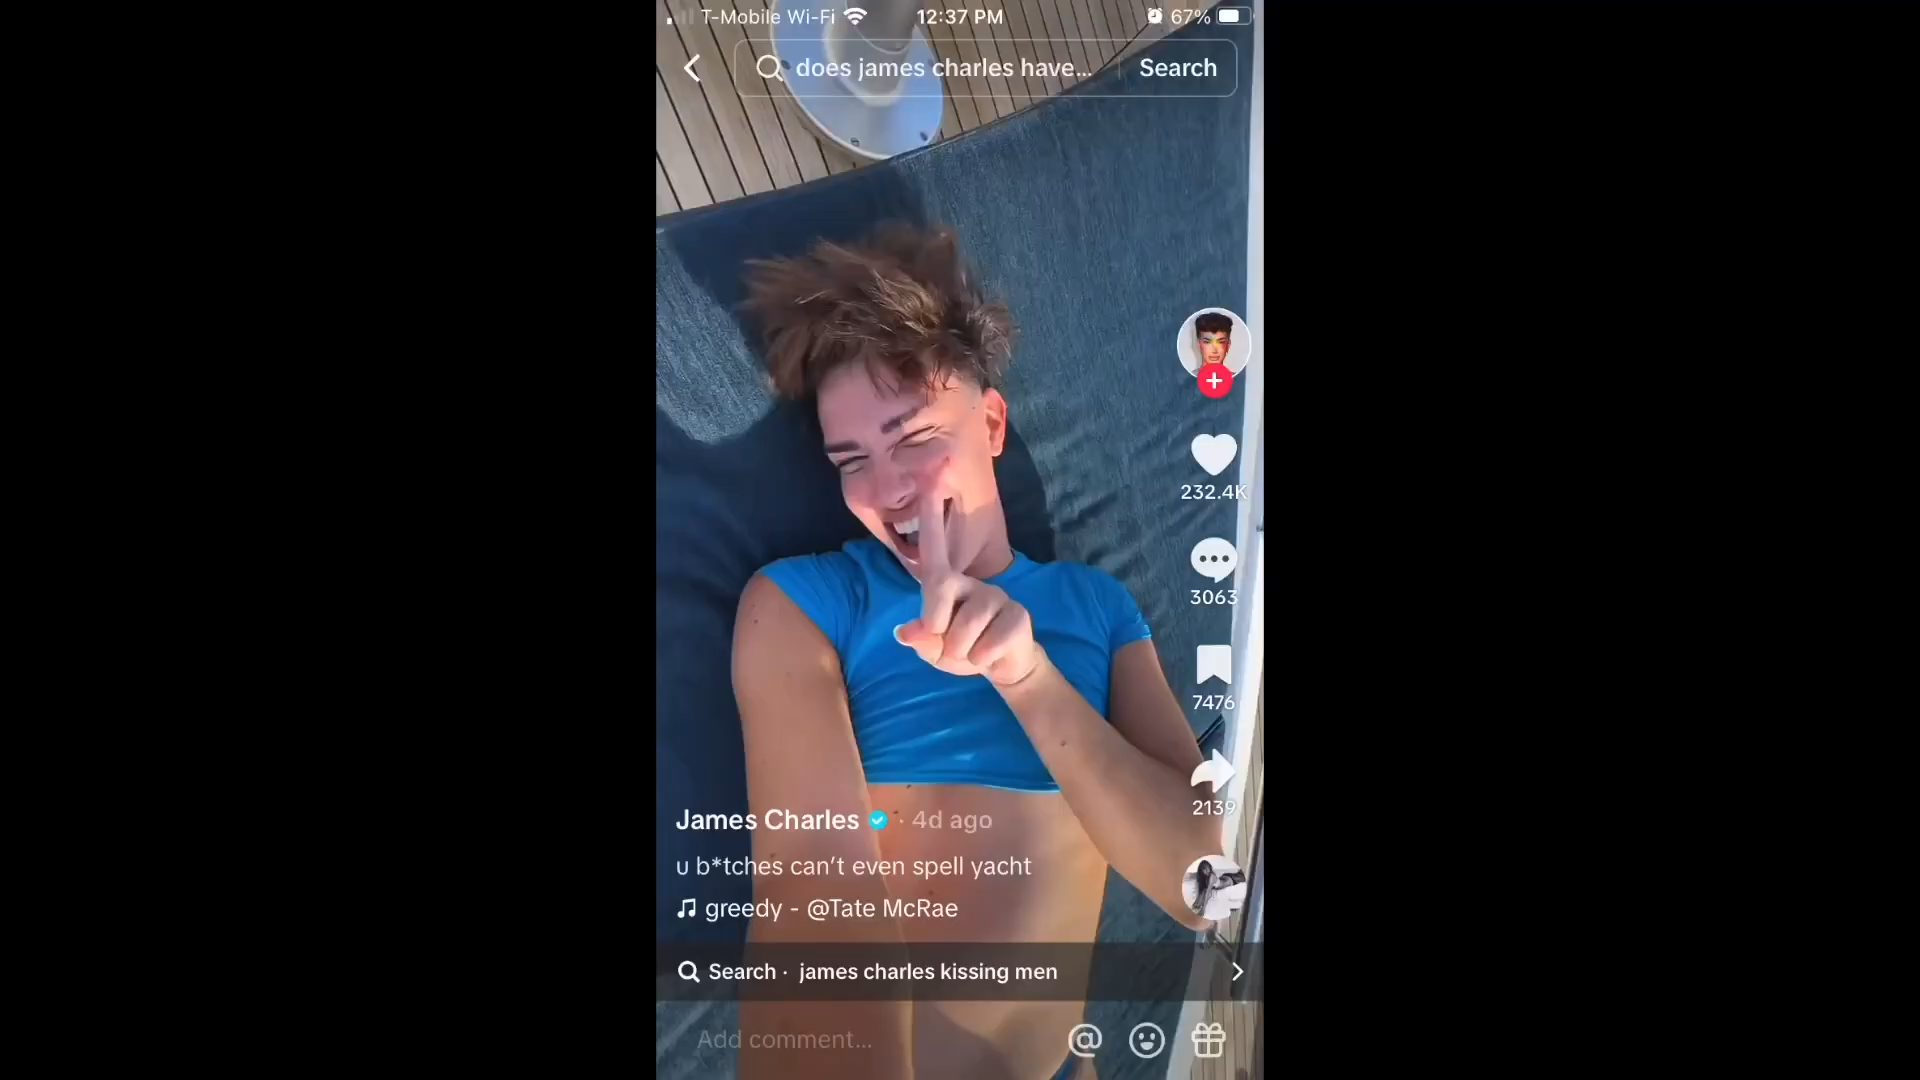 T-Mobile Wi-Fi 12:37 PM 67%
does james charles have... Search
232.4K
3063
7476
2139
James Charles · 4d ago
u b*tches can’t even spell yacht
greedy - @Tate McRae
Search · james charles kissing men
Add comment...